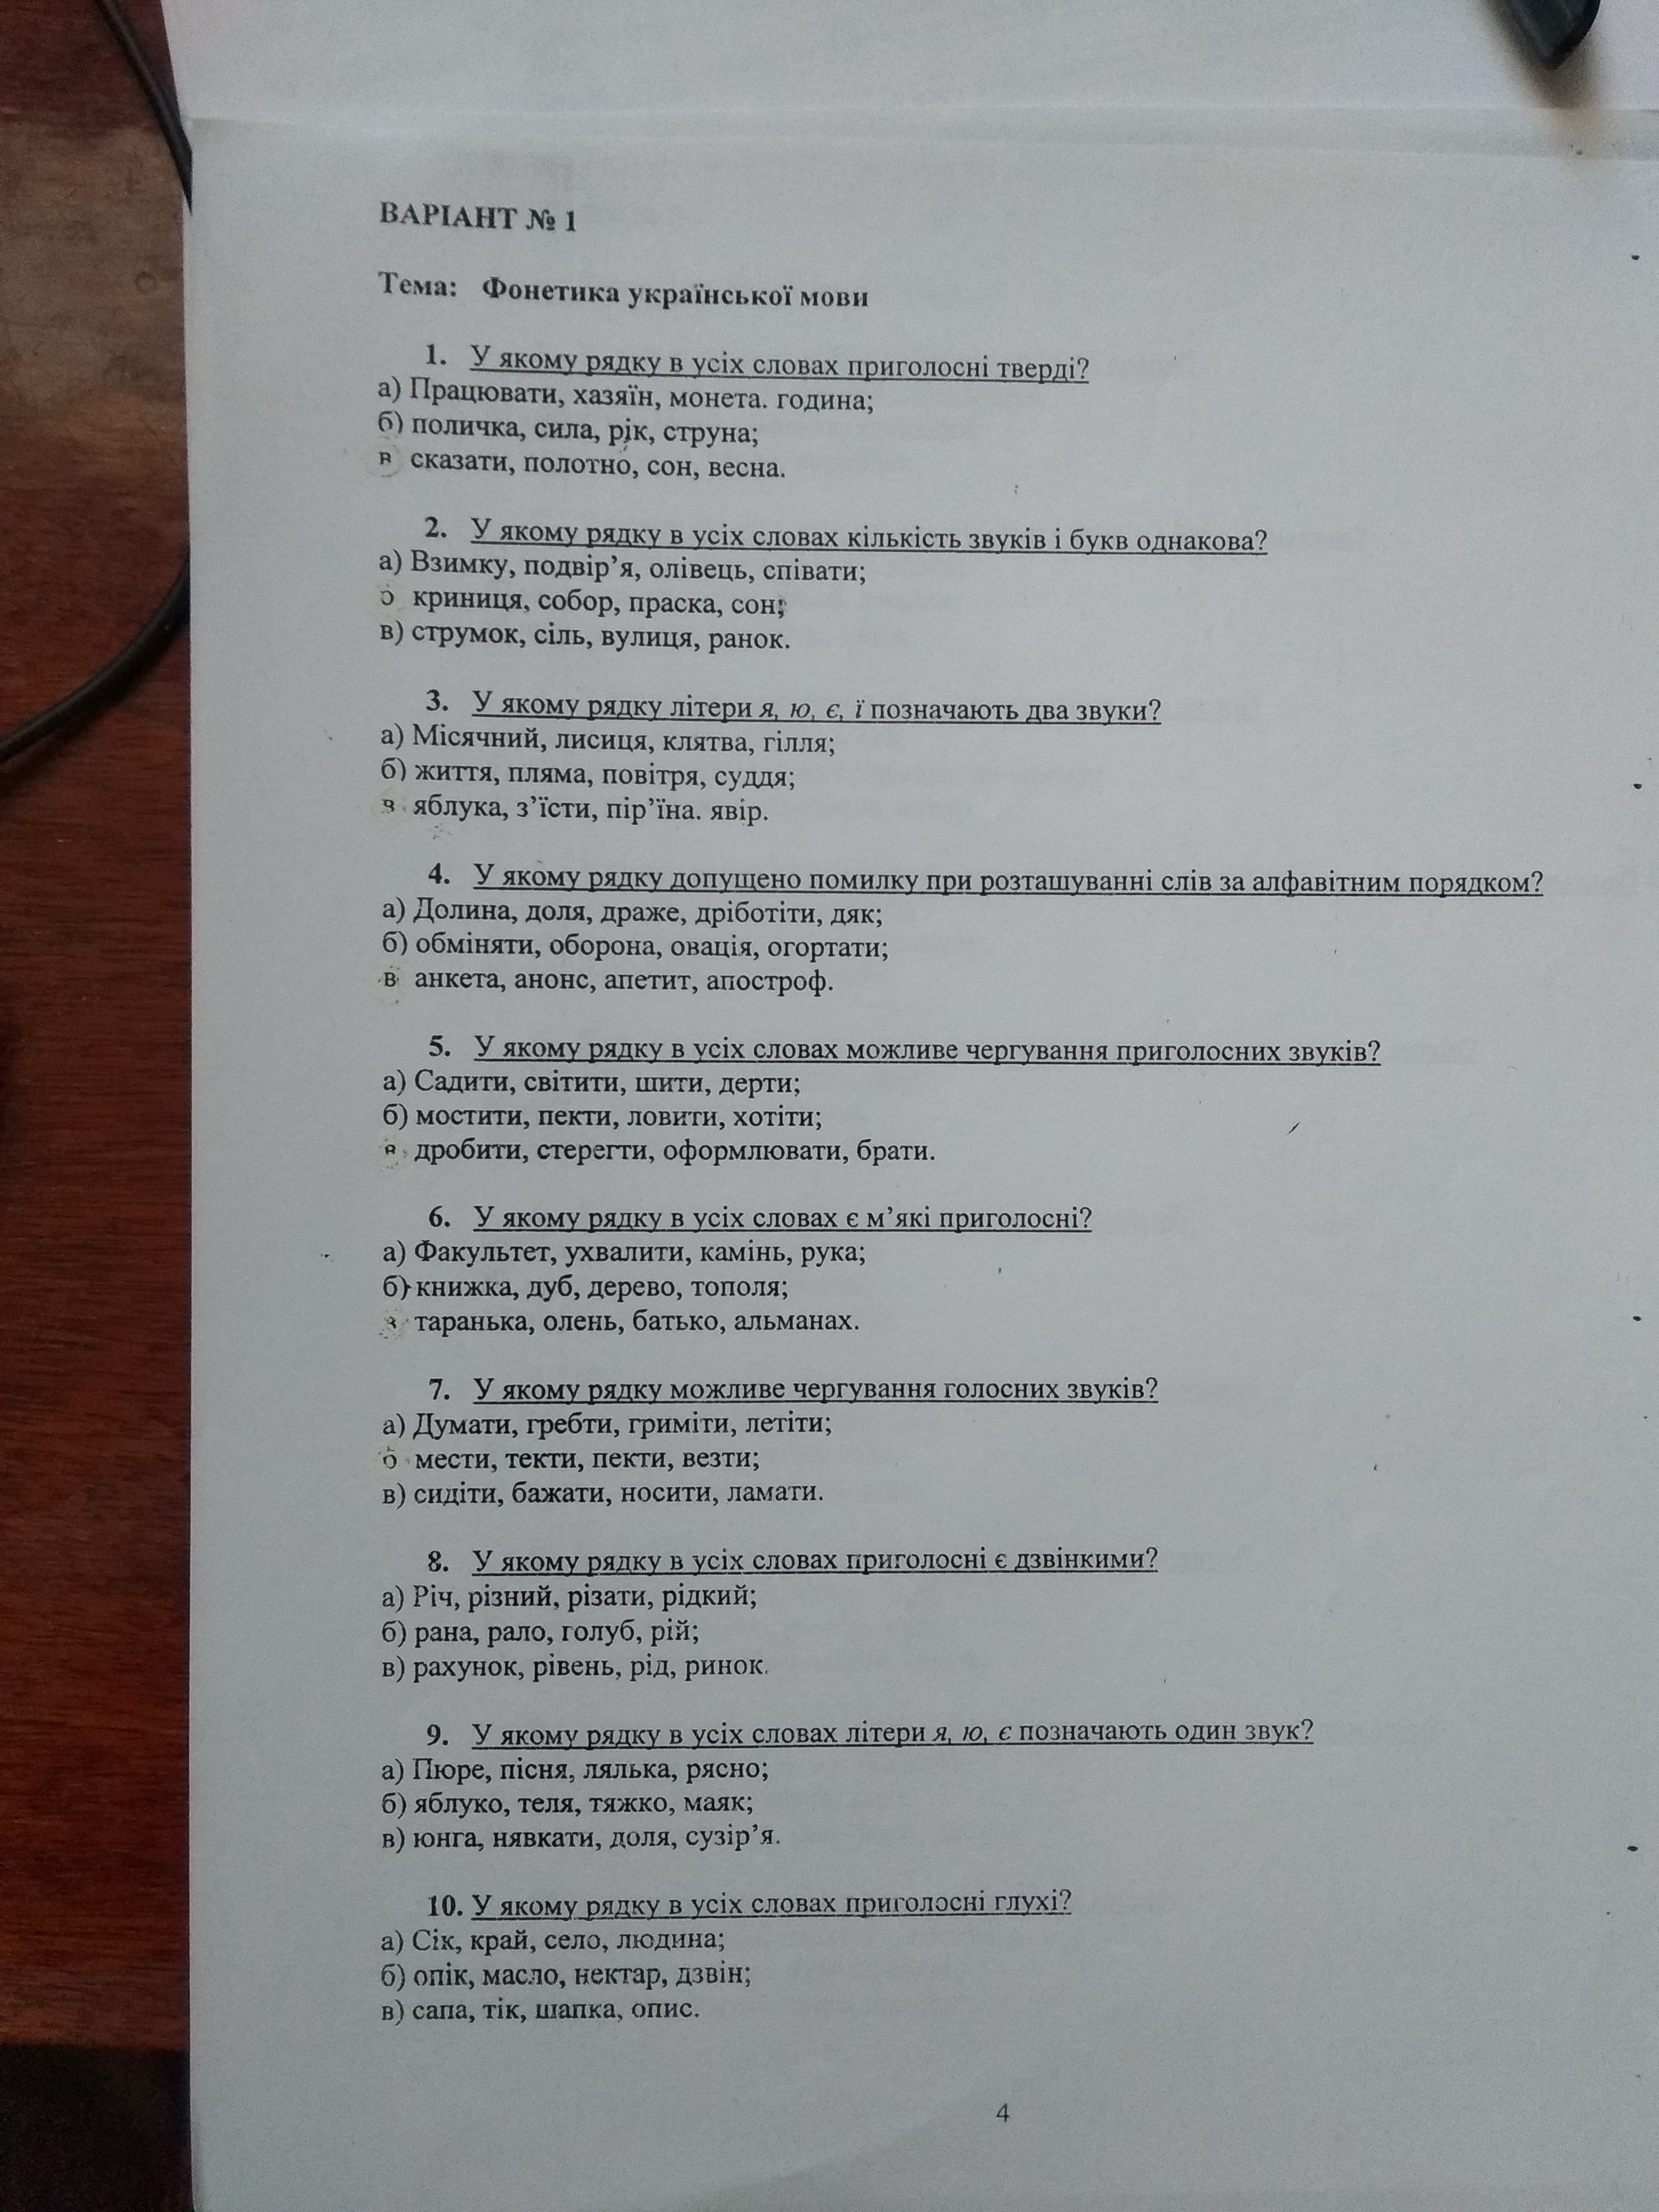 ВАРІАНТ № 1
Тема: Фонетика української мови
1. У якому рядку в усіх словах приголосні тверді?
а) Працювати, хазяїн, монета. година;
б) поличка, сила, рік, струна;
в сказати, полотно, сон, весна.
2. У якому рядку в усіх словах кількість звуків і букв однакова?
а) Взимку, подвір’я, олівець, співати;
б криниця, собор, праска, сон;
в) струмок, сіль, вулиця, ранок.
3. У якому рядку літери я, ю, є, ї позначають два звуки?
а) Місячний, лисиця, клятва, гілля;
б) життя, пляма, повітря, суддя;
в яблука, з’їсти, пір’їна. явір.
4. У якому рядку допущено помилку при розташуванні слів за алфавітним порядком?
а) Долина, доля, драже, дріботіти, дяк;
б) обміняти, оборона, овація, огортати;
в анкета, анонс, апетит, апостроф.
5. У якому рядку в усіх словах можливе чергування приголосних звуків?
а) Садити, світити, шити, дерти;
б) мостити, пекти, ловити, хотіти;
в дробити, стерегти, оформлювати, брати.
6. У якому рядку в усіх словах є м’які приголосні?
а) Факультет, ухвалити, камінь, рука;
б) книжка, дуб, дерево, тополя;
в таранька, олень, батько, альманах.
7. У якому рядку можливе чергування голосних звуків?
а) Думати, гребти, гриміти, летіти;
б мести, текти, пекти, везти;
в) сидіти, бажати, носити, ламати.
8. У якому рядку в усіх словах приголосні є дзвінкими?
а) Річ, різний, різати, рідкий;
б) рана, рало, голуб, рій;
в) рахунок, рівень, рід, ринок.
9. У якому рядку в усіх словах літери я, ю, є позначають один звук?
а) Пюре, пісня, лялька, рясно;
б) яблуко, теля, тяжко, маяк;
в) юнга, нявкати, доля, сузір’я.
10. У якому рядку в усіх словах приголосні глухі?
а) Сік, край, село, людина;
б) опік, масло, нектар, дзвін;
в) сапа, тік, шапка, опис.
4